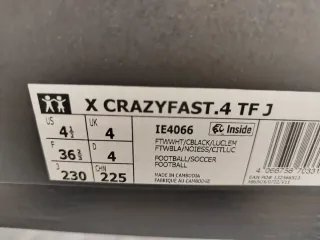 X CRAZYFAST.4 TF J
US 4½ UK 4
F 36⅔ D 4
J 230 CHN 225
IE4066 Inside
FTWWHT/CBLACK/LUCLEM
FTWBLA/NOIESS/CITLUC
FOOTBALL/SOCCER
FOOTBALL
MADE IN CAMBODIA
FABRIQUÉ AU CAMBODGE